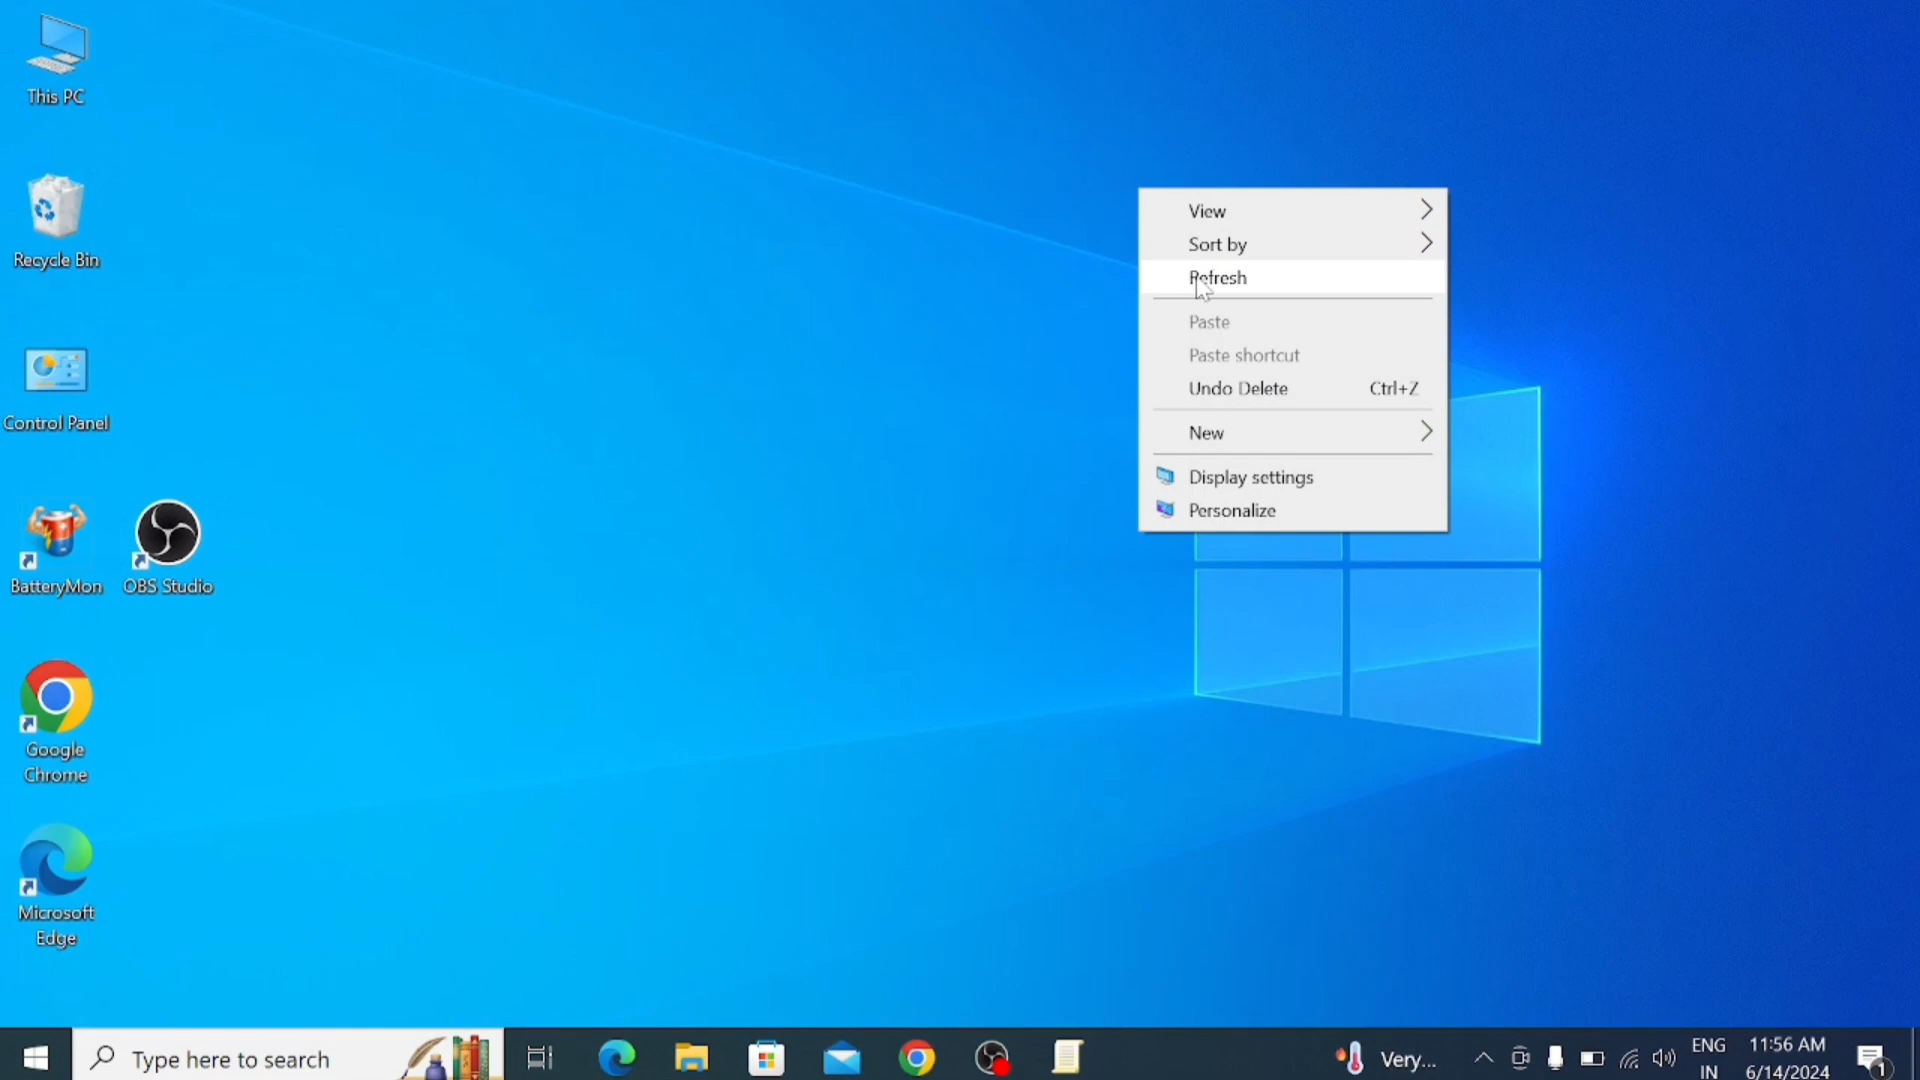 This PC
Recycle Bin
Control Panel
BatteryMon
OBS Studio
Google
Chrome
Microsoft
Edge
View
Sort by
Refresh
Paste
Paste shortcut
Undo Delete Ctrl+Z
New
Display settings
Personalize
Type here to search
Very...
ENG
IN
11:56 AM
6/14/2024
1